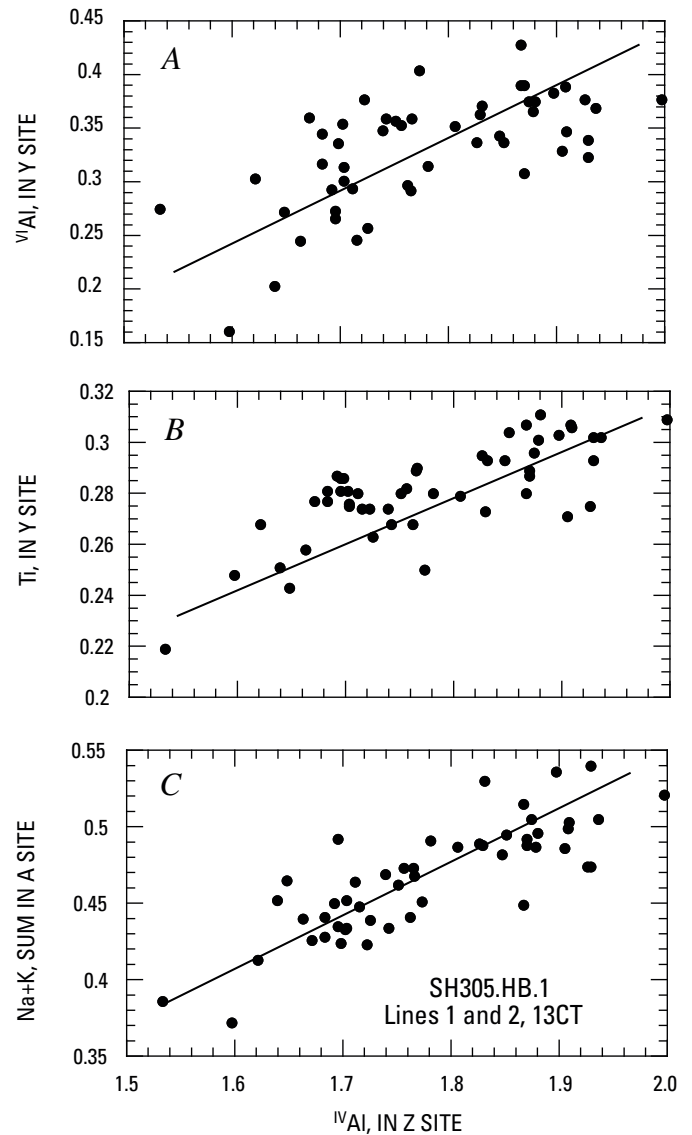 A
VIAl, IN Y SITE
0.45
0.4
0.35
0.3
0.25
0.2
0.15
B
Ti, IN Y SITE
0.32
0.3
0.28
0.26
0.24
0.22
0.2
C
Na+K, SUM IN A SITE
0.55
0.5
0.45
0.4
0.35
SH305.HB.1
Lines 1 and 2, 13CT
1.5 1.6 1.7 1.8 1.9 2.0
IVAl, IN Z SITE